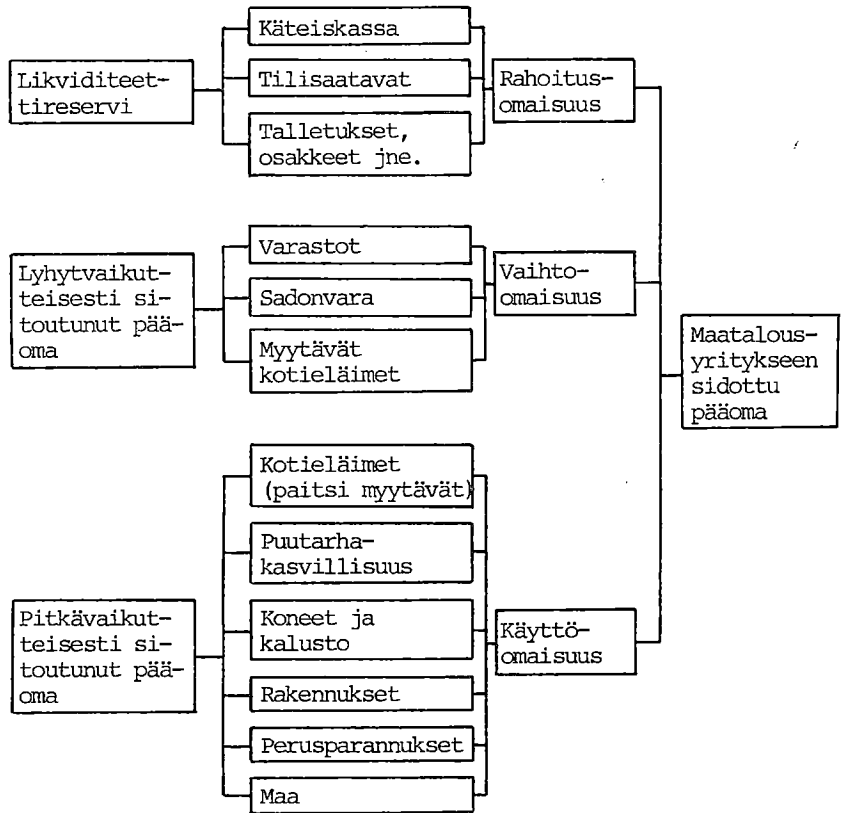 Käteiskassa
Likviditeet-
tireservi
Tilisaatavat
Talletukset,
osakkeet jne.
Rahoitus-
omaisuus
Lyhytvaikut-
teisesti si-
toutunut pää-
oma
Varastot
Sadonvara
Myytävät
kotieläimet
Vaihto-
omaisuus
Maatalous-
yritykseen
sidottu
pääoma
Pitkävaikut-
teisesti si-
toutunut pää-
oma
Kotieläimet
(paitsi myytävät)
Puutarha-
kasvillisuus
Koneet ja
kalusto
Rakennukset
Perusparannukset
Maa
Käyttö-
omaisuus